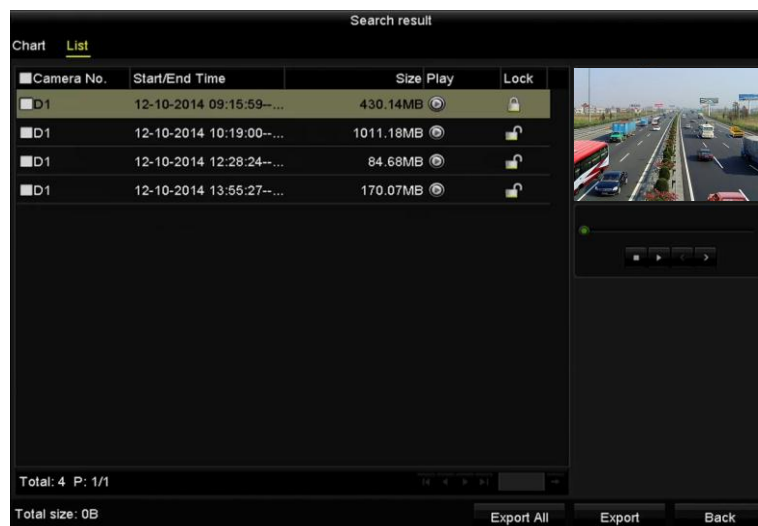 Search result
Chart List
Camera No. Start/End Time Size Play Lock
D1 12-10-2014 09:15:59--... 430.14MB
D1 12-10-2014 10:19:00--... 1011.18MB
D1 12-10-2014 12:28:24--... 84.68MB
D1 12-10-2014 13:55:27--... 170.07MB
Total: 4 P: 1/1
Total size: 0B Export All Export Back